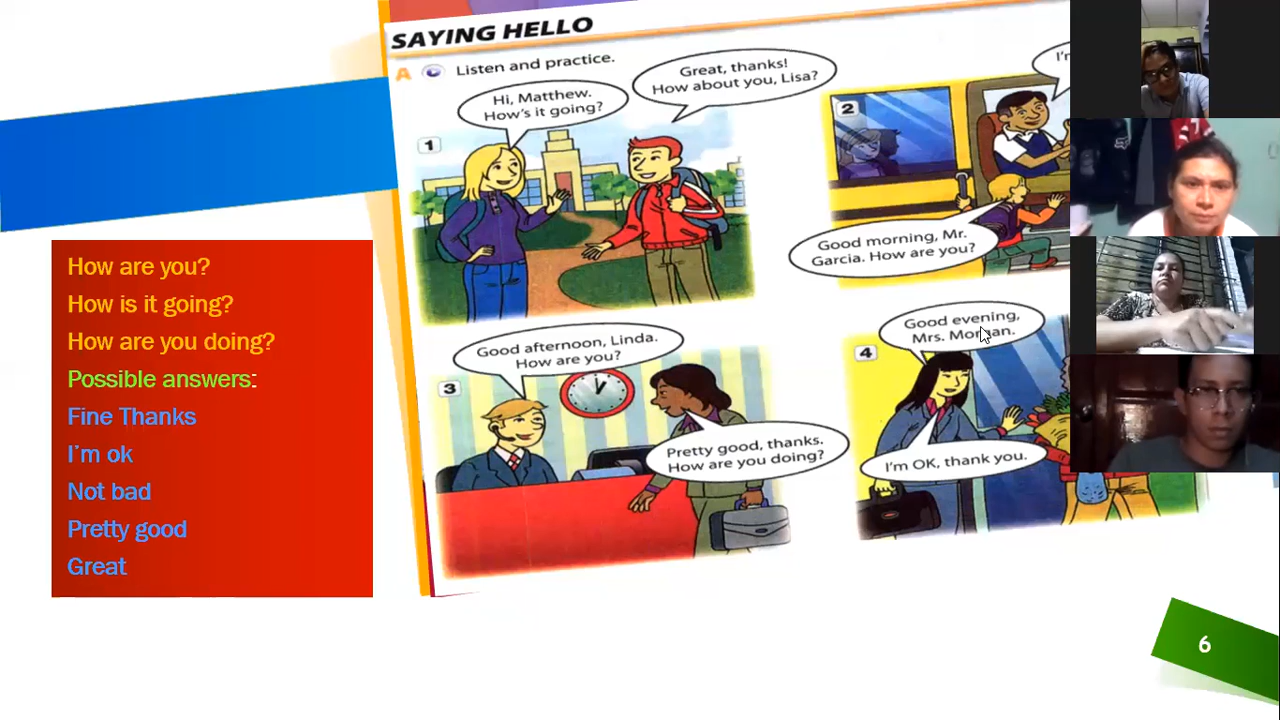 SAYING HELLO
A Listen and practice.
Hi, Matthew.
How's it going?
Great, thanks!
How about you, Lisa?
1
2
I'm
Good morning, Mr.
Garcia. How are you?
3
Good afternoon, Linda.
How are you?
Pretty good, thanks.
How are you doing?
4
Good evening,
Mrs. Morgan.
I'm OK, thank you.
How are you?
How is it going?
How are you doing?
Possible answers:
Fine Thanks
I'm ok
Not bad
Pretty good
Great
6